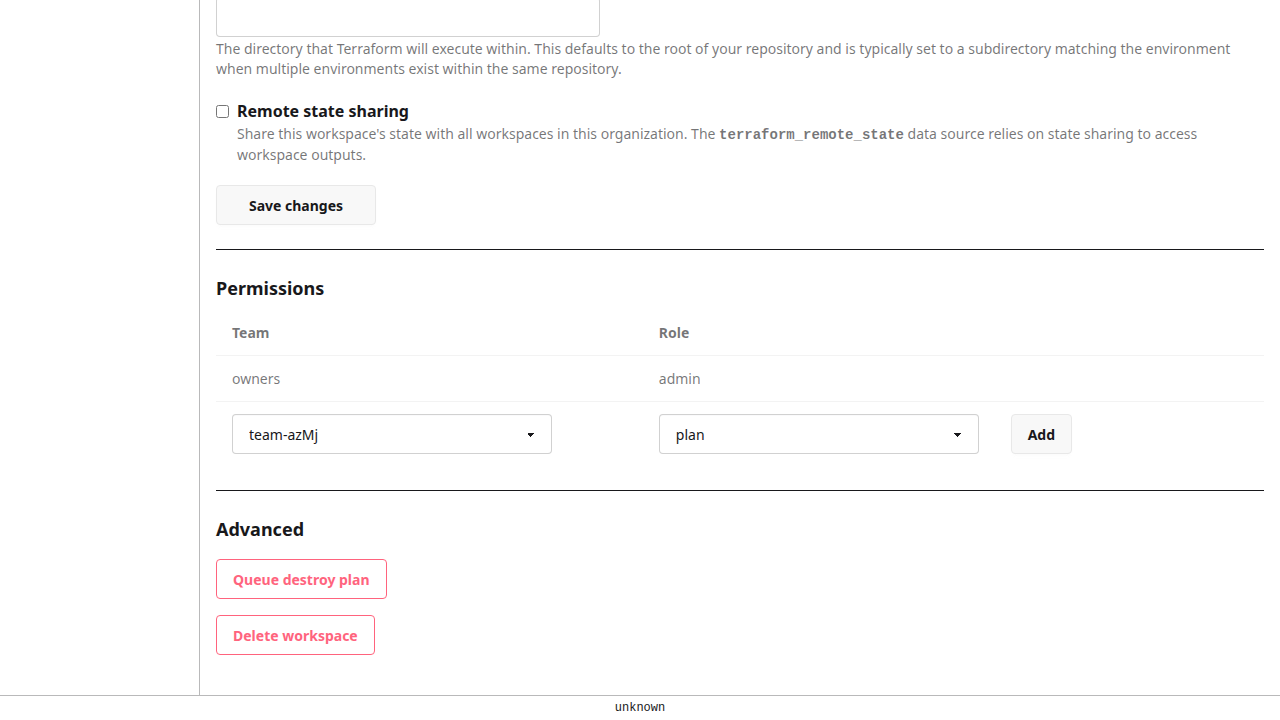 The directory that Terraform will execute within. This defaults to the root of your repository and is typically set to a subdirectory matching the environment
when multiple environments exist within the same repository.
Remote state sharing
Share this workspace's state with all workspaces in this organization. The terraform_remote_state data source relies on state sharing to access
workspace outputs.
Save changes
Permissions
Team Role
owners admin
team-azMj plan Add
Advanced
Queue destroy plan
Delete workspace
unknown